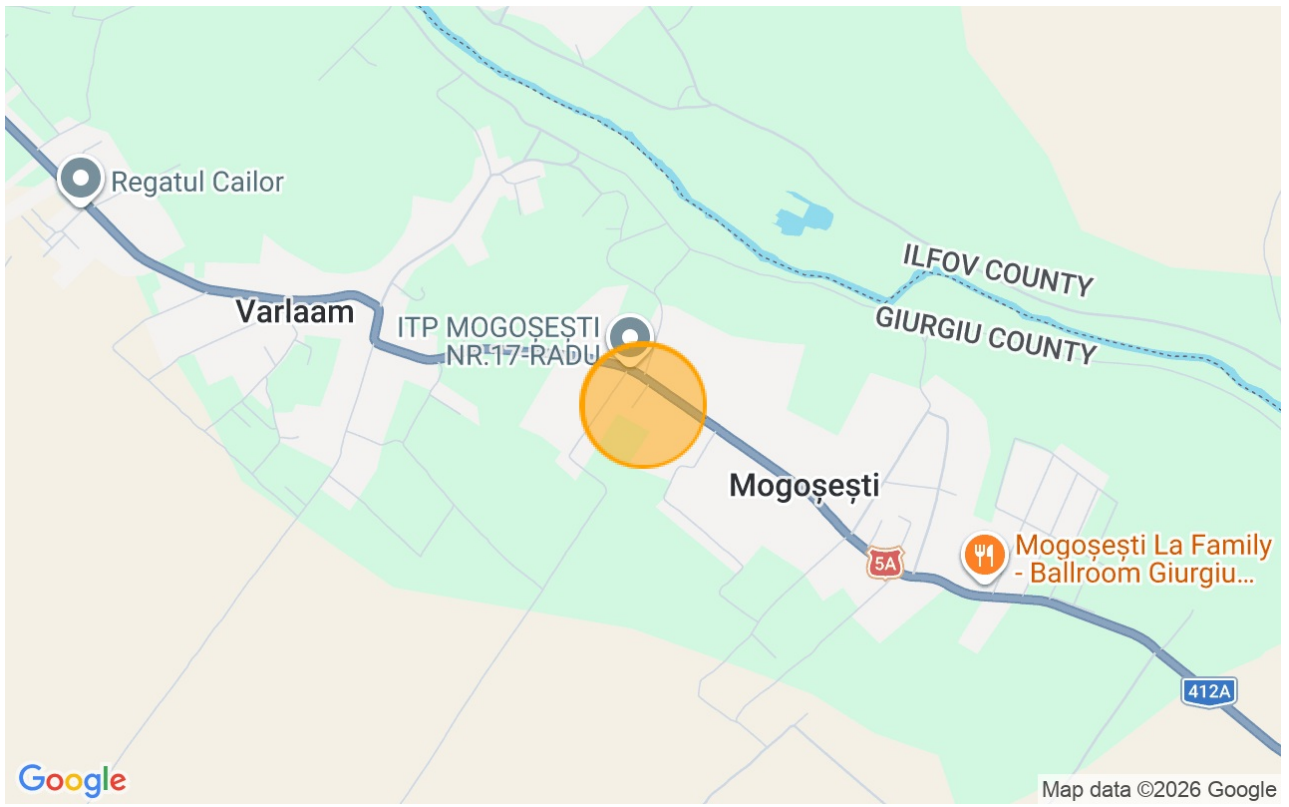 Regatul Cailor
ILFOV COUNTY
GIURGIU COUNTY
Varlaam
ITP MOGOȘEȘTI
NR.17-RADU
Mogoșești
5A
Mogoșești La Family
- Ballroom Giurgiu...
412A
Google
Map data ©2026 Google